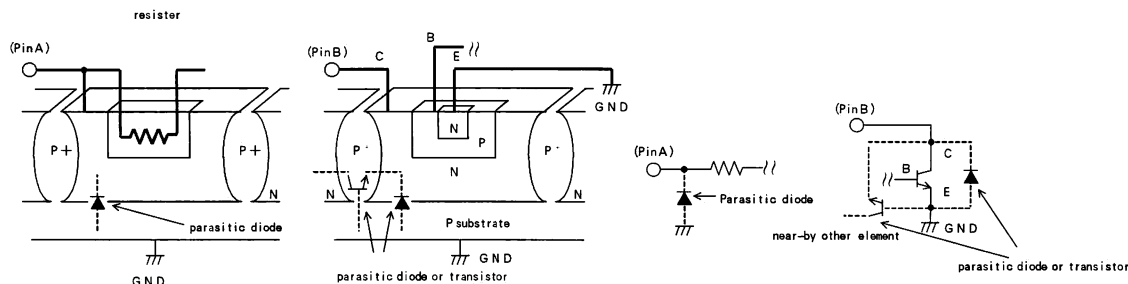 resister
(PinA)
P+
P+
N
parasitic diode
GND
(PinB)
C
B
E
GND
N
P
N
P+
P-
N
N
P substrate
GND
parasitic diode or transistor
(PinA)
Parasitic diode
(PinB)
C
B
E
GND
near-by other element
parasitic diode or transistor